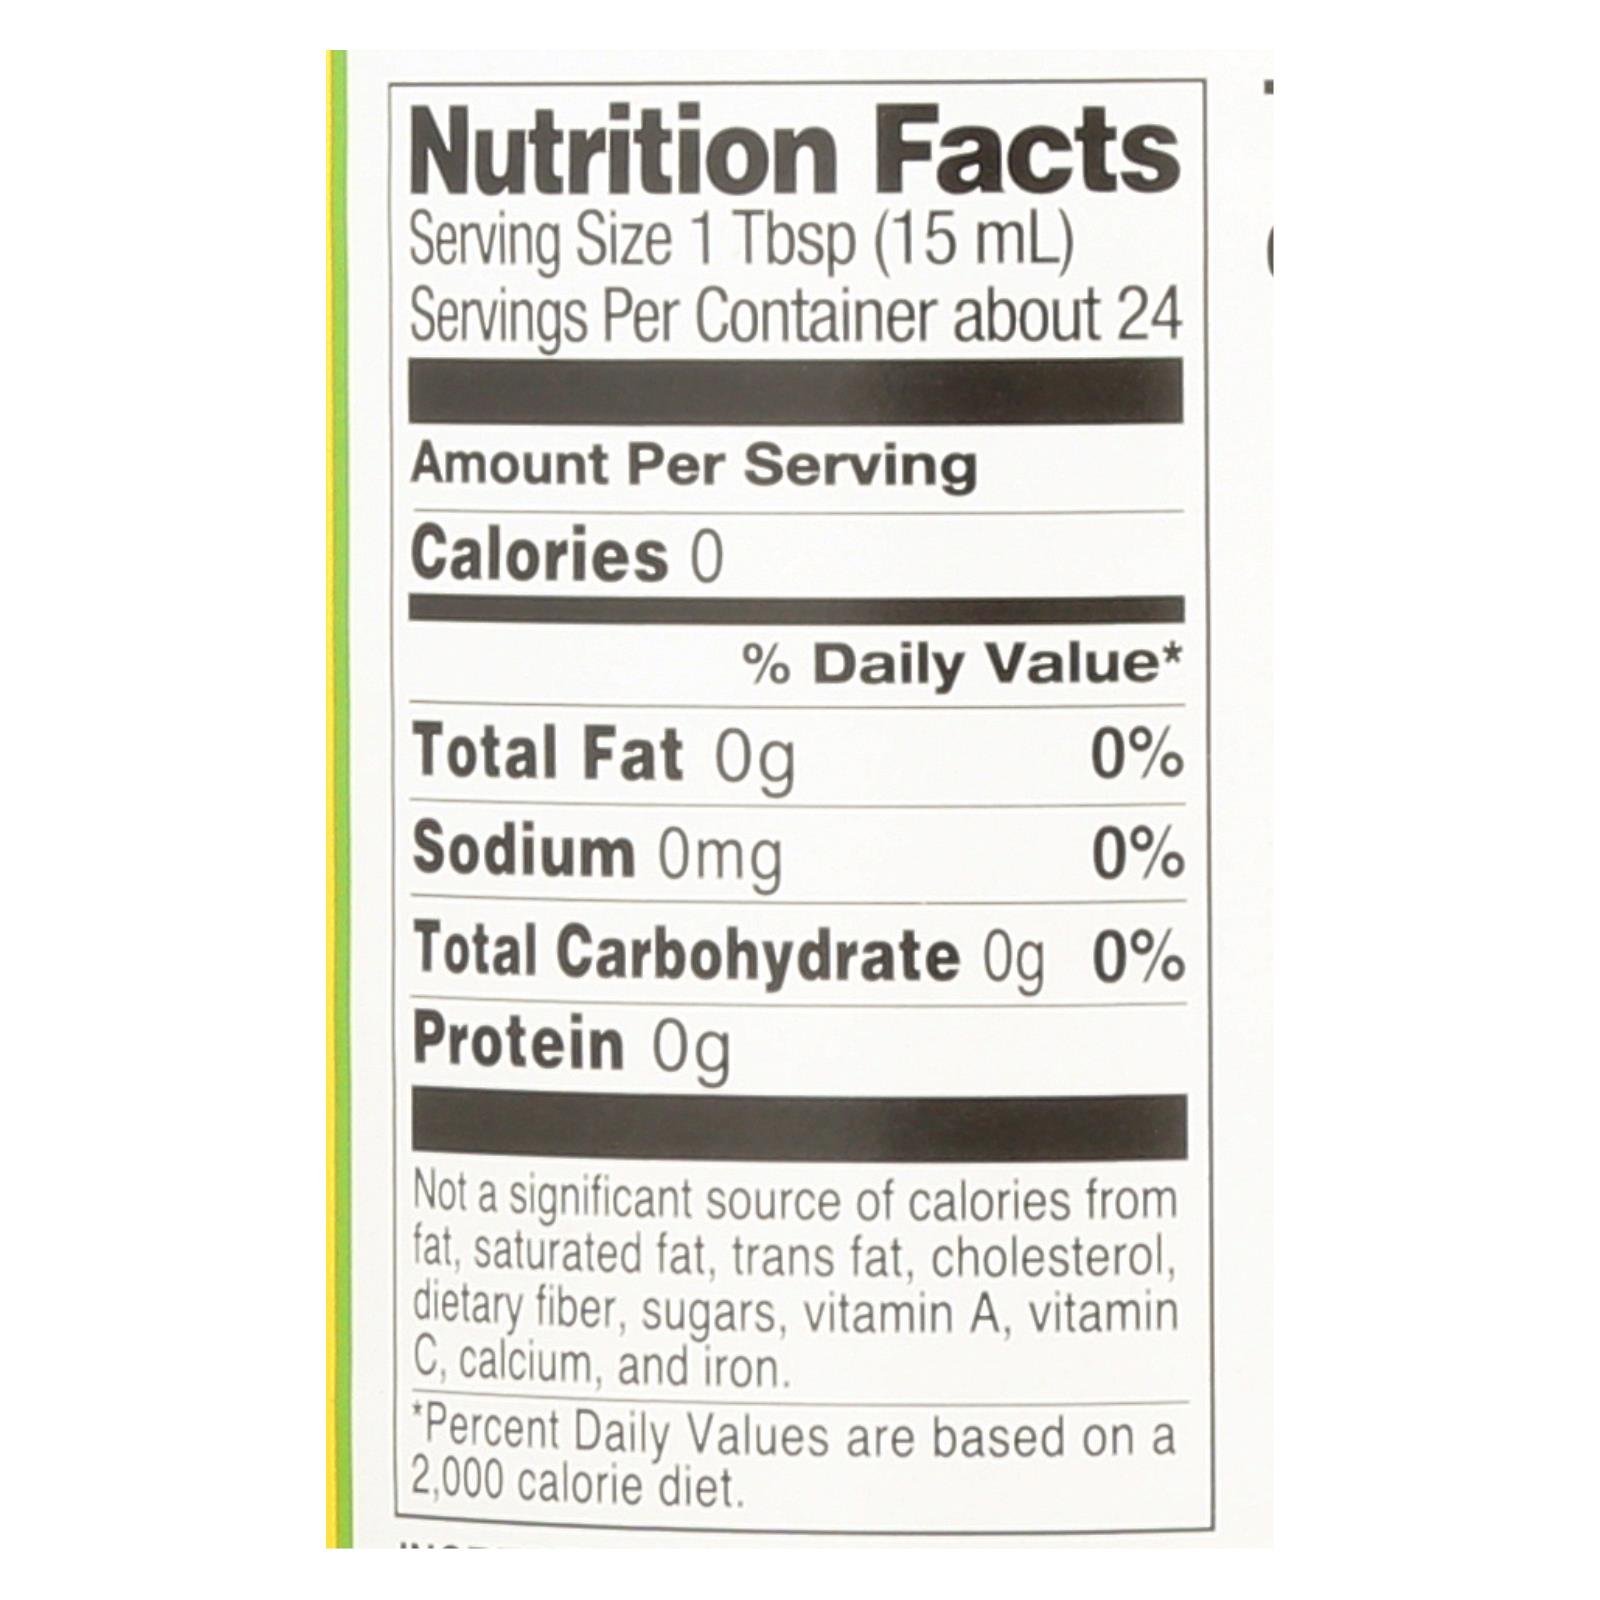 Nutrition Facts
Serving Size 1 Tbsp (15 mL)
Servings Per Container about 24
Amount Per Serving
Calories 0
% Daily Value*
Total Fat 0g 0%
Sodium 0mg 0%
Total Carbohydrate 0g 0%
Protein 0g
Not a significant source of calories from
fat, saturated fat, trans fat, cholesterol,
dietary fiber, sugars, vitamin A, vitamin
C, calcium, and iron.
*Percent Daily Values are based on a
2,000 calorie diet.